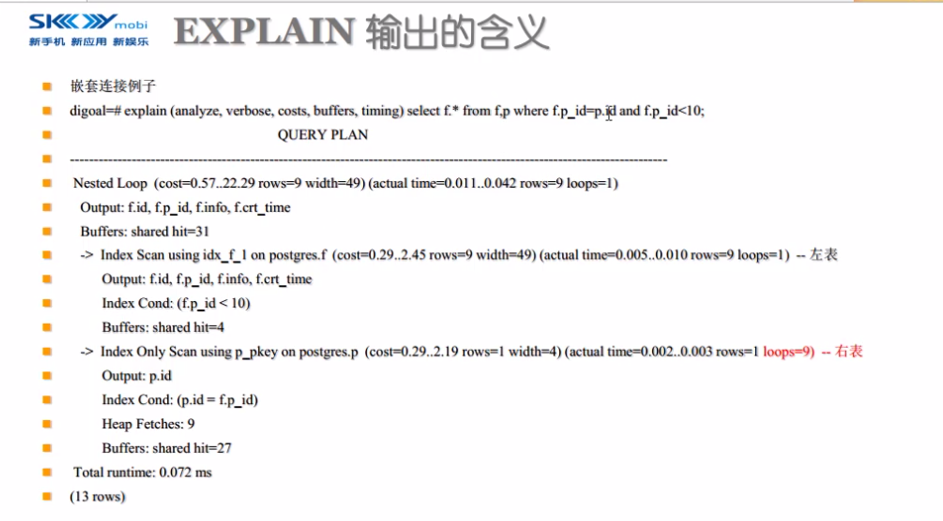 SKYmobi
新手机 新应用 新娱乐
EXPLAIN 输出的含义
嵌套连接例子
digoal=# explain (analyze, verbose, costs, buffers, timing) select f.* from f,p where f.p_id=p.id and f.p_id<10;
QUERY PLAN
-----------------------------------------------------------------------------------------------------------------------------
Nested Loop (cost=0.57..22.29 rows=9 width=49) (actual time=0.011..0.042 rows=9 loops=1)
Output: f.id, f.p_id, f.info, f.crt_time
Buffers: shared hit=31
-> Index Scan using idx_f_1 on postgres.f (cost=0.29..2.45 rows=9 width=49) (actual time=0.005..0.010 rows=9 loops=1) -- 左表
Output: f.id, f.p_id, f.info, f.crt_time
Index Cond: (f.p_id < 10)
Buffers: shared hit=4
-> Index Only Scan using p_pkey on postgres.p (cost=0.29..2.19 rows=1 width=4) (actual time=0.002..0.003 rows=1 loops=9) -- 右表
Output: p.id
Index Cond: (p.id = f.p_id)
Heap Fetches: 9
Buffers: shared hit=27
Total runtime: 0.072 ms
(13 rows)